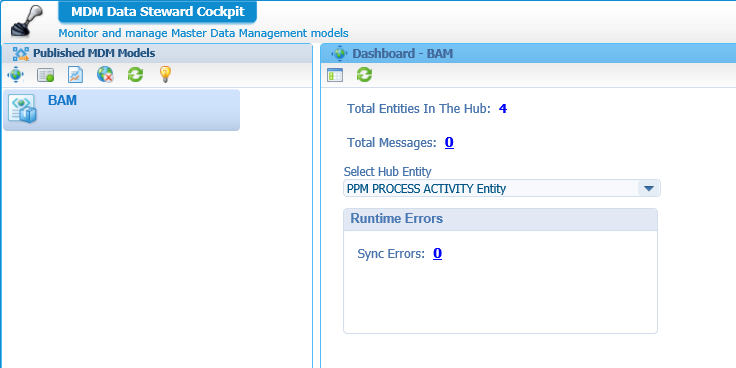 MDM Data Steward Cockpit
Monitor and manage Master Data Management models
Published MDM Models
BAM
Dashboard - BAM
Total Entities In The Hub: 4
Total Messages: 0
Select Hub Entity
PPM PROCESS ACTIVITY Entity
Runtime Errors
Sync Errors: 0